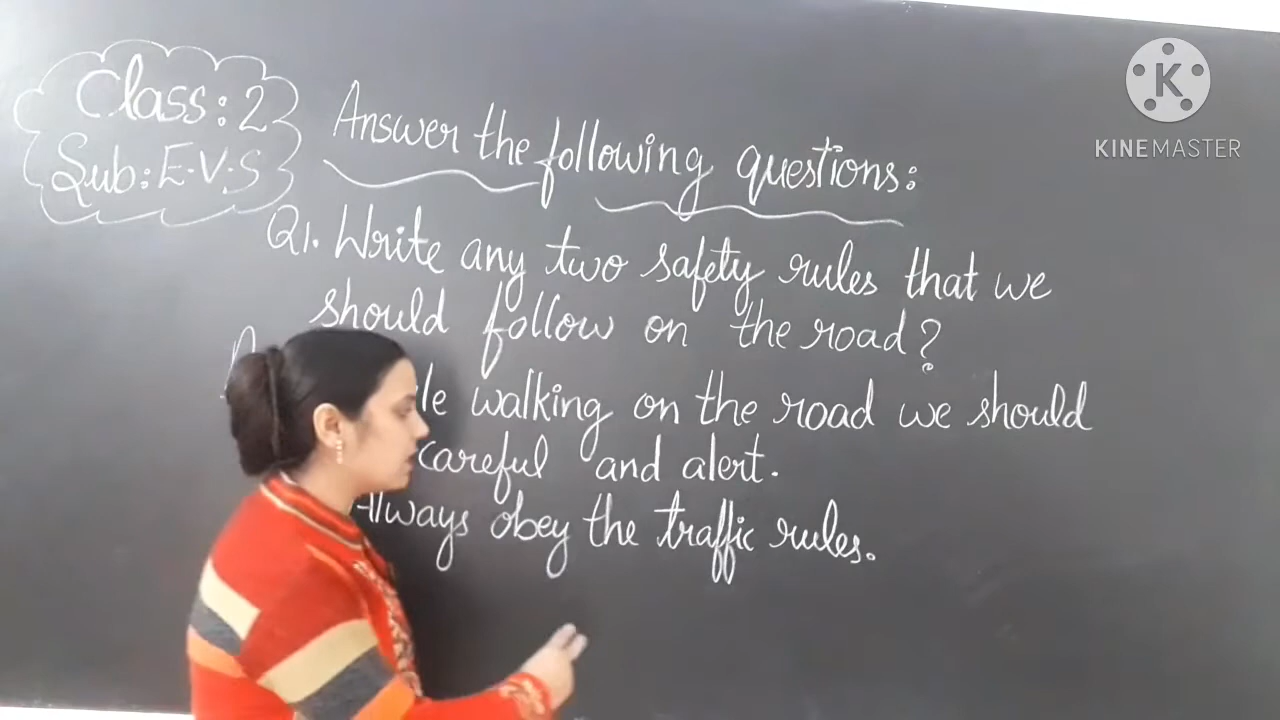 Class: 2
Sub: E.V.S
Answer the following questions:
Q1. Write any two safety rules that we
should follow on the road?
walking on the road we should
careful and alert.
Always obey the traffic rules.
K
KINEMASTER